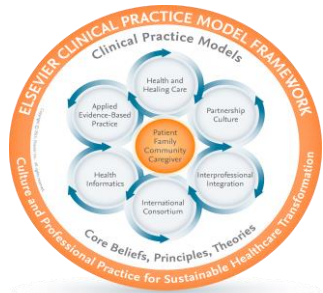 ELSEVIER CLINICAL PRACTICE MODEL FRAMEWORK
Clinical Practice Models
Health and
Healing Care
Applied
Evidence-Based
Practice
Partnership
Culture
Patient
Family
Community
Caregiver
Health
Informatics
Interprofessional
Integration
International
Consortium
Core Beliefs, Principles, Theories
Culture and Professional Practice for Sustainable Healthcare Transformation